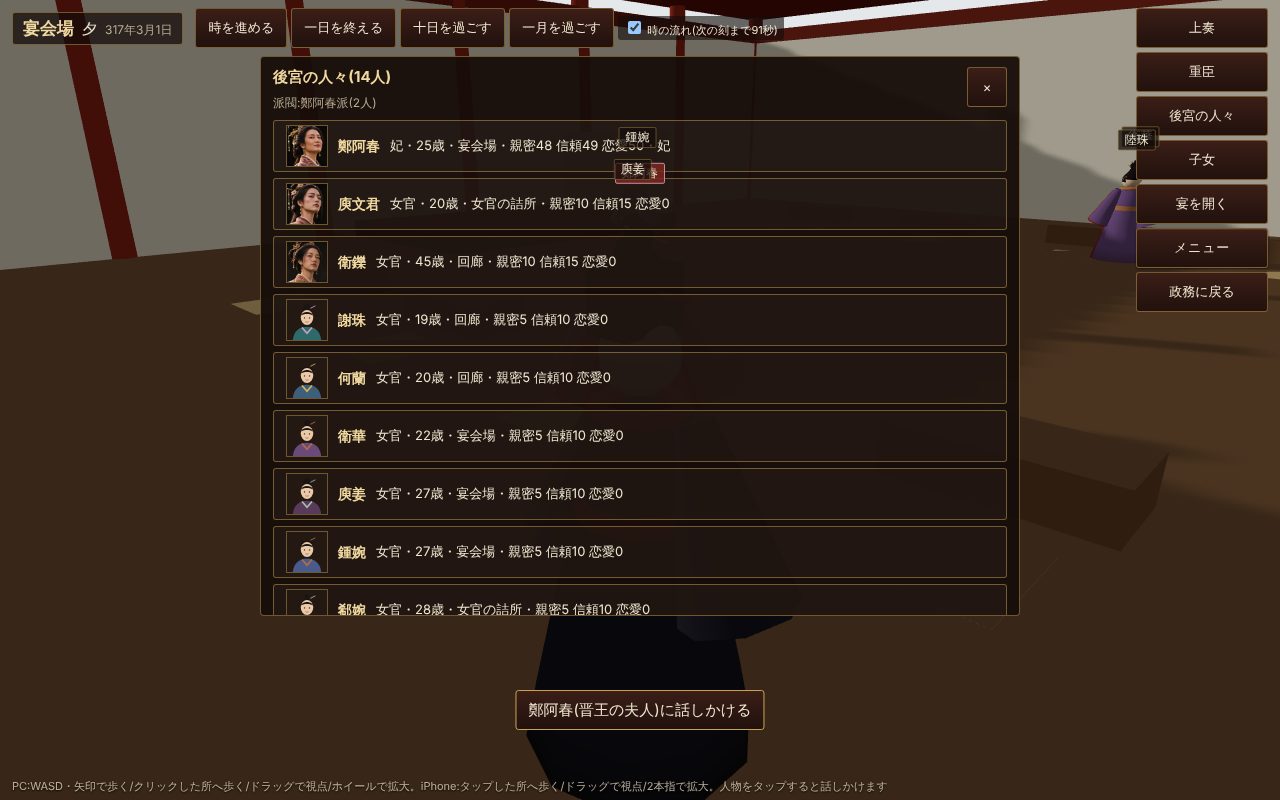 宴会場 夕 317年3月1日
時を進める
一日を終える
十日を過ごす
一月を過ごす
時の流れ(次の刻まで91秒)
上奏
重臣
後宮の人々
子女
宴を開く
メニュー
政務に戻る
陸珠
後宮の人々(14人)
×
派閥:鄭阿春派(2人)
鄭阿春 妃・25歳・宴会場・親密48 信頼49 恋愛50 妃
鍾婉
庾姜
春
庾文君 女官・20歳・女官の詰所・親密10 信頼15 恋愛0
衛鑠 女官・45歳・回廊・親密10 信頼15 恋愛0
謝珠 女官・19歳・回廊・親密5 信頼10 恋愛0
何蘭 女官・20歳・回廊・親密5 信頼10 恋愛0
衛華 女官・22歳・宴会場・親密5 信頼10 恋愛0
庾姜 女官・27歳・宴会場・親密5 信頼10 恋愛0
鍾婉 女官・27歳・宴会場・親密5 信頼10 恋愛0
郗婉 女官・28歳・女官の詰所・親密5 信頼10 恋愛0
鄭阿春(晋王の夫人)に話しかける
PC:WASD・矢印で歩く/クリックした所へ歩く/ドラッグで視点/ホイールで拡大。iPhone:タップした所へ歩く/ドラッグで視点/2本指で拡大。人物をタップすると話しかけます